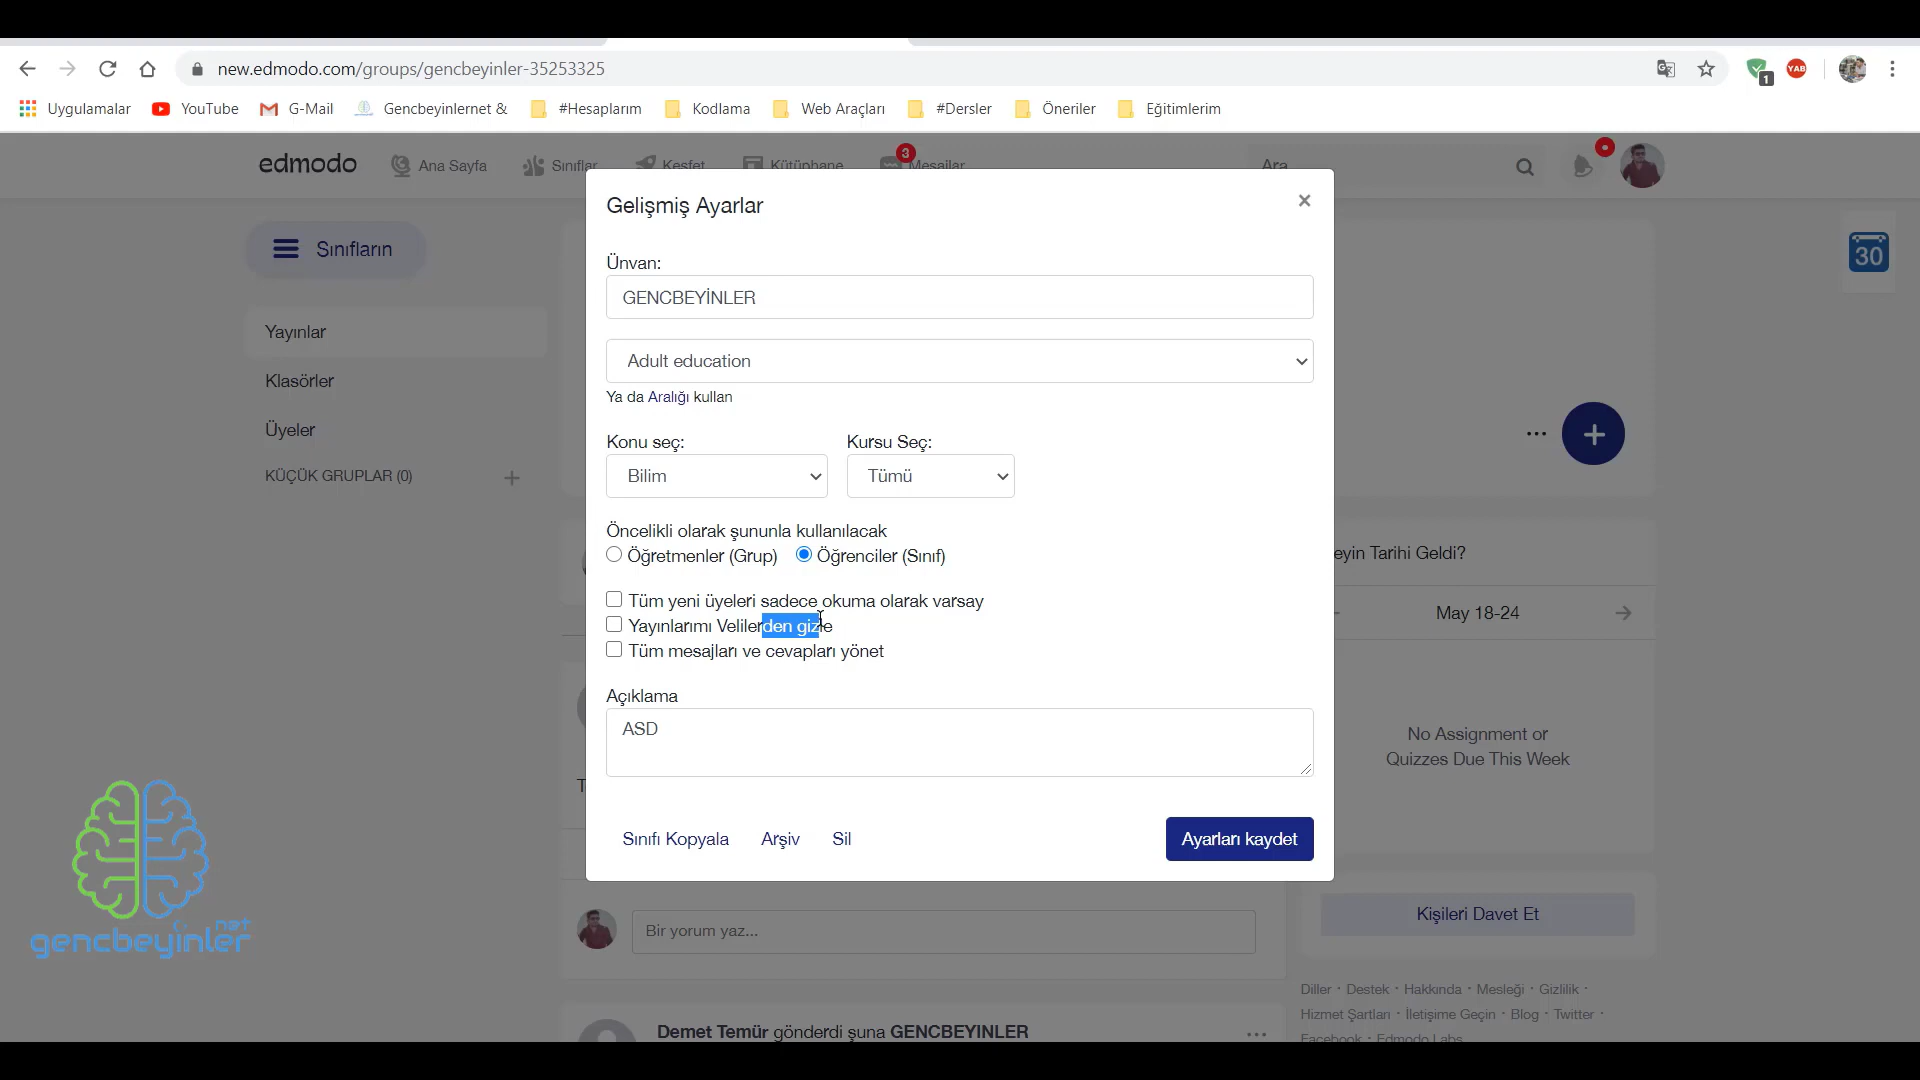 new.edmodo.com/groups/gencbeyinler-35253325
1
YAB
Uygulamalar YouTube G-Mail Gencbeyinlernet & #Hesaplarım Kodlama Web Araçları #Dersler Öneriler Eğitimlerim
edmodo Ana Sayfa Sınıflar Keşfet Kütüphane 3 Mesajlar Ara
Gelişmiş Ayarlar ×
Sınıfların
30
Ünvan:
GENCBEYİNLER
Yayınlar
Adult education
Klasörler
Ya da Aralığı kullan
Üyeler
Konu seç: Kursu Seç:
KÜÇÜK GRUPLAR (0)
Bilim Tümü
Öncelikli olarak şununla kullanılacak
Öğretmenler (Grup) Öğrenciler (Sınıf)
eyin Tarihi Geldi?
Tüm yeni üyeleri sadece okuma olarak varsay
May 18-24
Yayınlarımı Velilerden gizle
Tüm mesajları ve cevapları yönet
Açıklama
ASD
No Assignment or
Quizzes Due This Week
Sınıfı Kopyala Arşiv Sil Ayarları kaydet
gencbeyinler net
Bir yorum yaz...
Kişileri Davet Et
Diller · Destek · Hakkında · Mesleği · Gizlilik ·
Hizmet Şartları · İletişime Geçin · Blog · Twitter ·
Facebook · Edmodo Labs
Demet Temür gönderdi şuna GENCBEYINLER